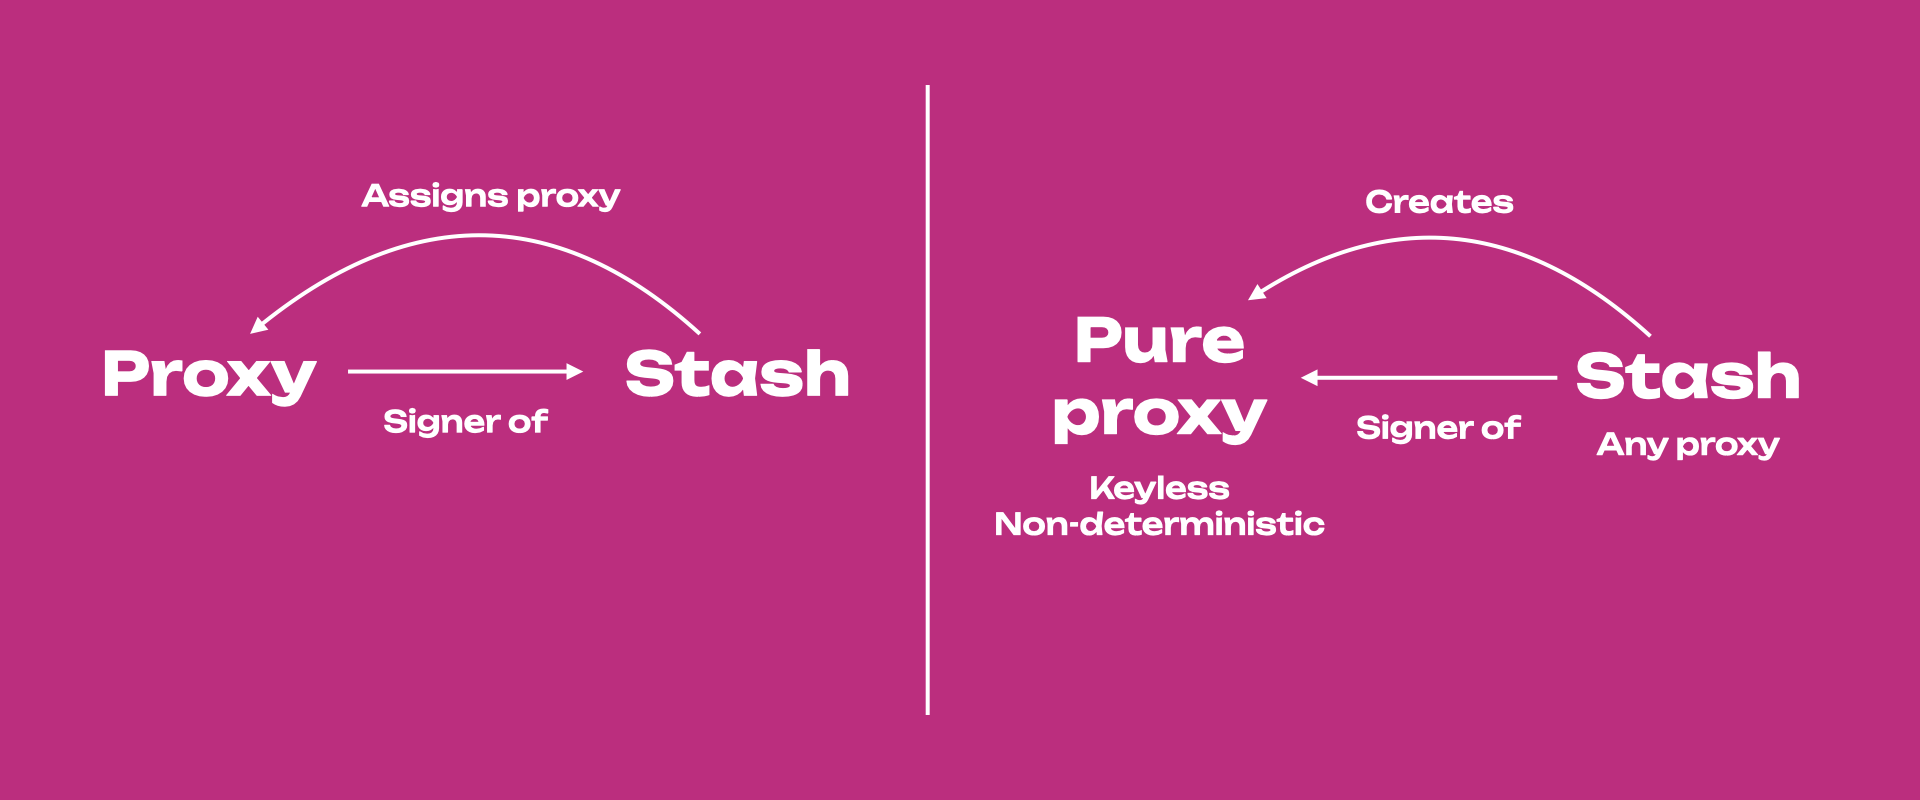 Assigns proxy
Proxy
Stash
Signer of
Creates
Pure
proxy
Stash
Signer of
Any proxy
Keyless
Non-deterministic